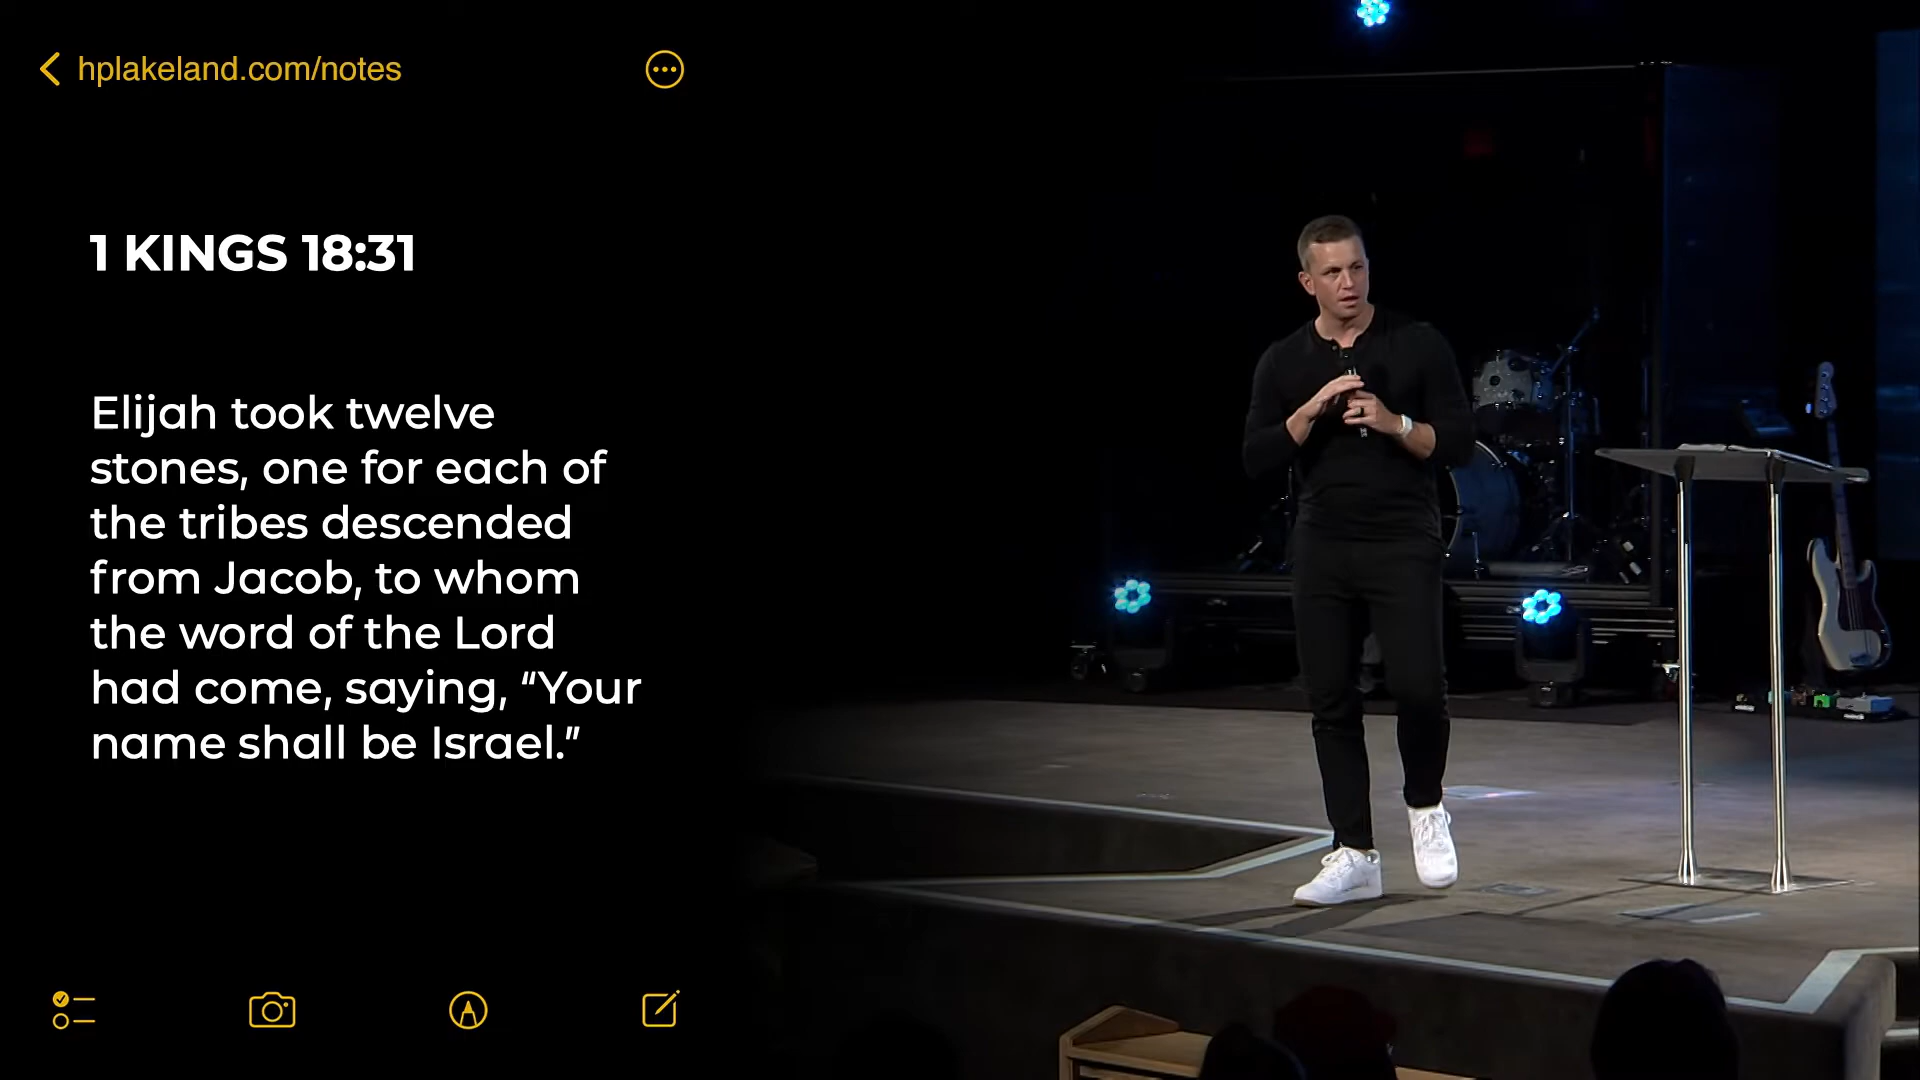 hplakeland.com/notes
1 KINGS 18:31
Elijah took twelve
stones, one for each of
the tribes descended
from Jacob, to whom
the word of the Lord
had come, saying, “Your
name shall be Israel.”